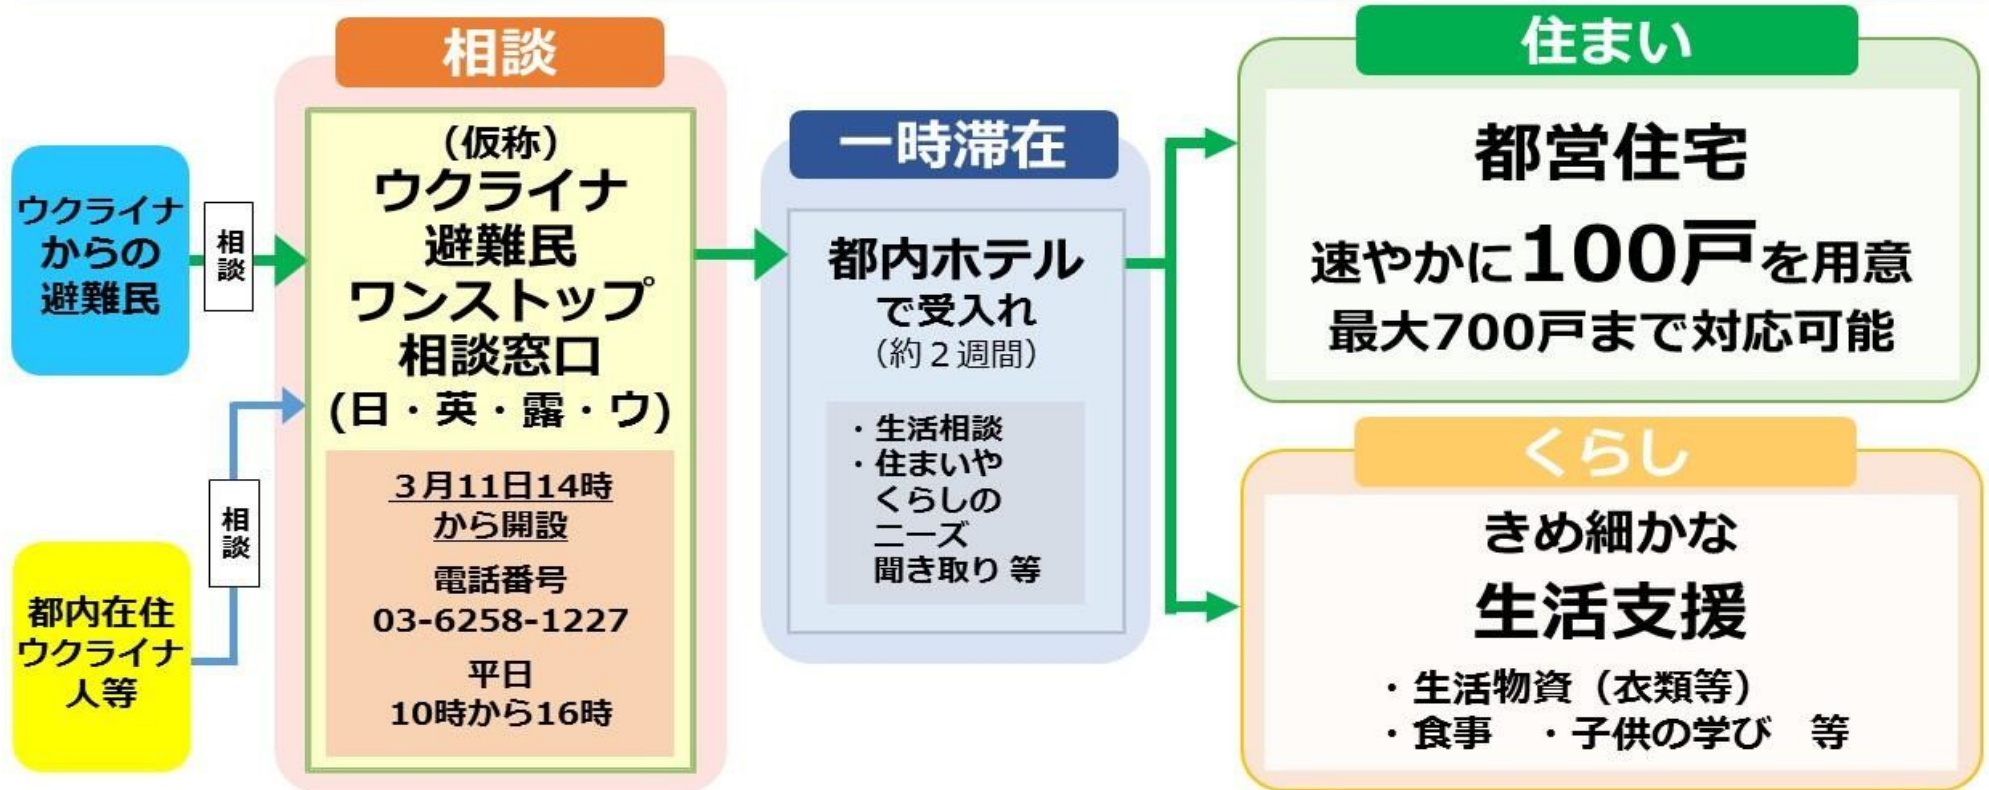 ウクライナ
からの
避難民
相談
都内在住
ウクライナ
人等
相談
相談
（仮称）
ウクライナ
避難民
ワンストップ
相談窓口
(日・英・露・ウ)
３月11日14時
から開設
電話番号
03-6258-1227
平日
10時から16時
一時滞在
都内ホテル
で受入れ
（約２週間）
・生活相談
・住まいや
くらしの
ニーズ
聞き取り 等
住まい
都営住宅
速やかに100戸を用意
最大700戸まで対応可能
くらし
きめ細かな
生活支援
・生活物資（衣類等）
・食事　・子供の学び　等